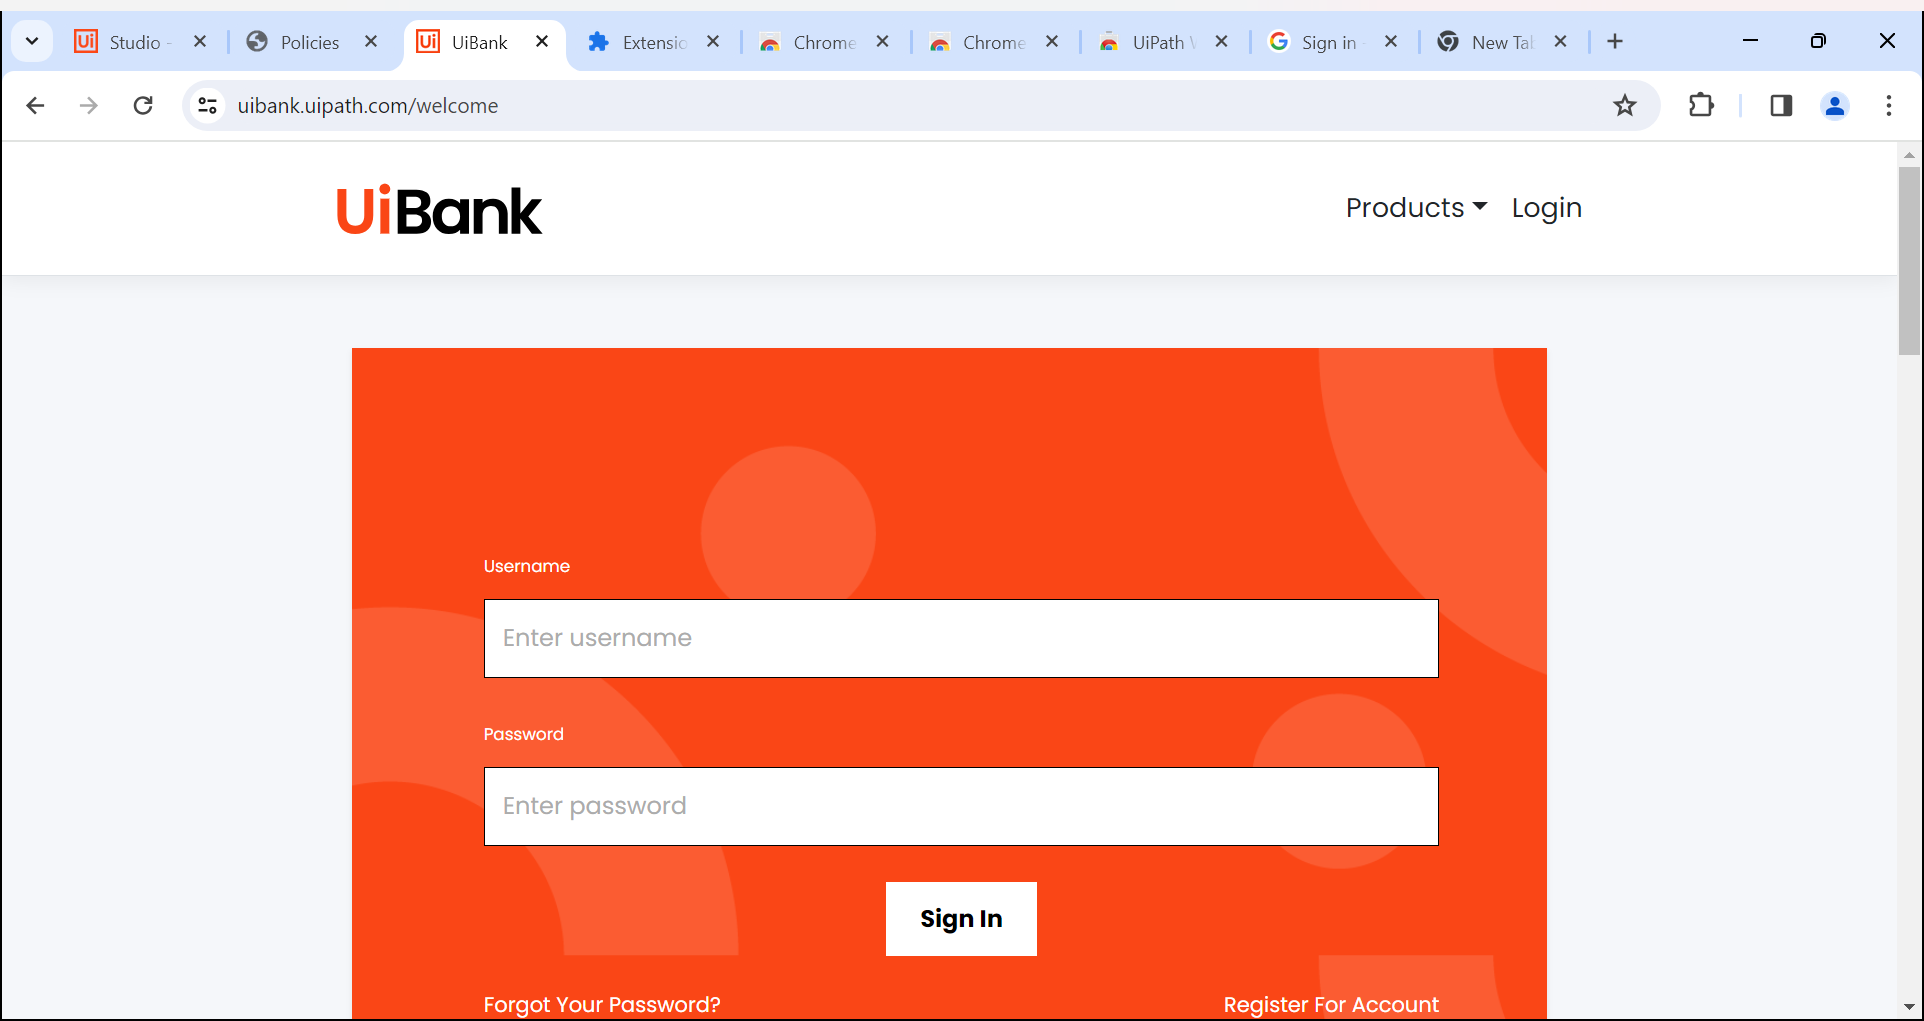 Studio - Policies UiBank Extensio Chrome Chrome UiPath Sign in - New Tab
uibank.uipath.com/welcome
UiBank Products Login
Username
Enter username
Password
Enter password
Sign In
Forgot Your Password? Register For Account